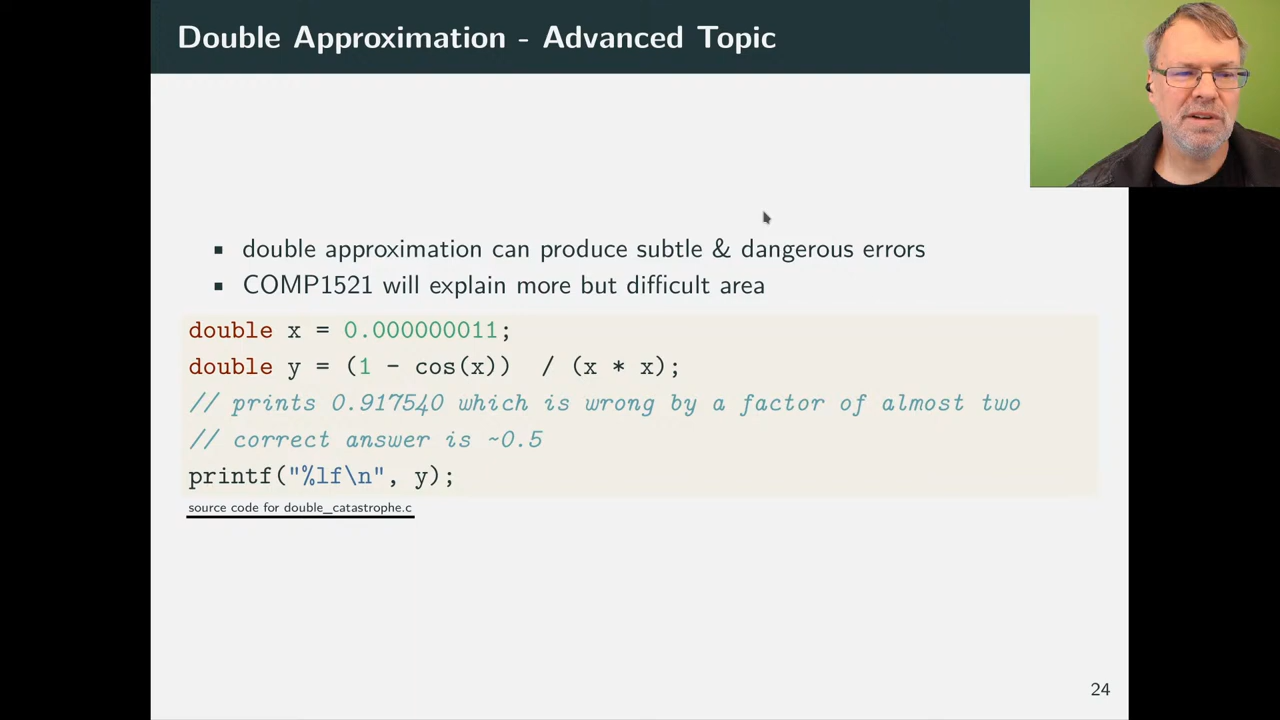 Double Approximation - Advanced Topic
▪ double approximation can produce subtle & dangerous errors
▪ COMP1521 will explain more but difficult area
double x = 0.000000011;
double y = (1 - cos(x)) / (x * x);
// prints 0.917540 which is wrong by a factor of almost two
// correct answer is ~0.5
printf("%lf\n", y);
source code for double_catastrophe.c
24